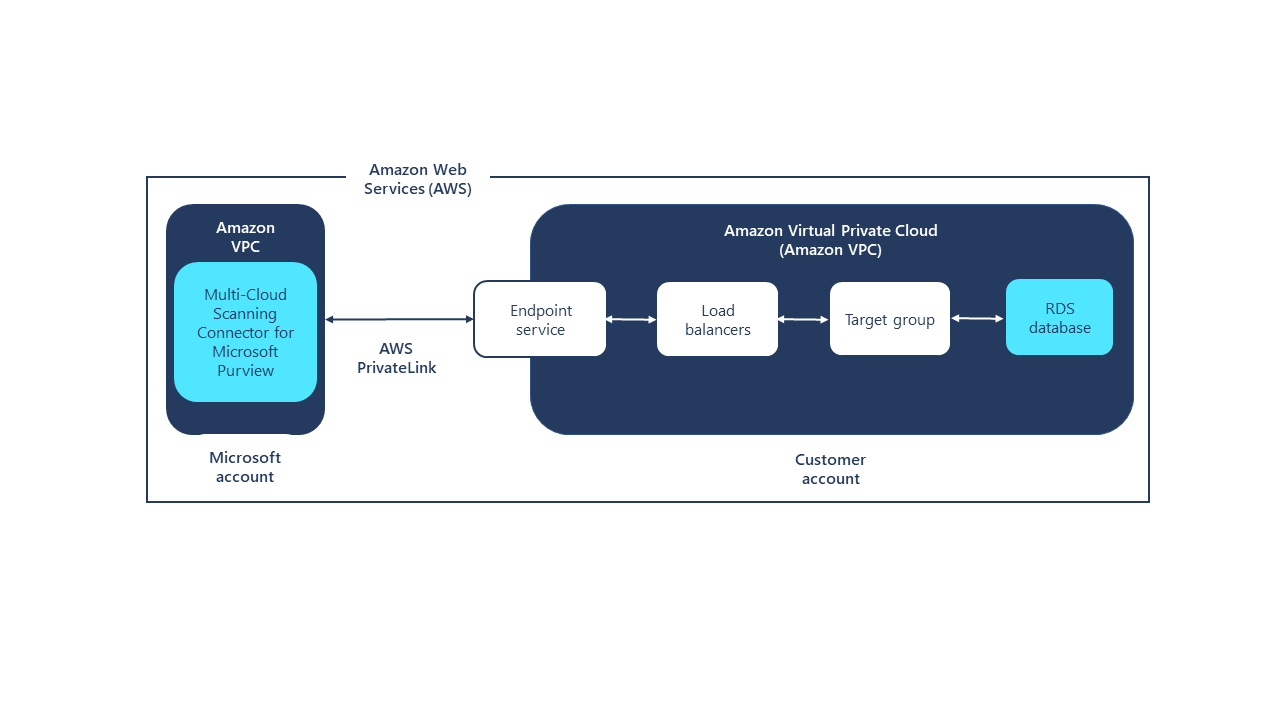 Amazon Web
Services (AWS)
Amazon
VPC
Multi-Cloud
Scanning
Connector for
Microsoft
Purview
Microsoft
account
AWS
PrivateLink
Amazon Virtual Private Cloud
(Amazon VPC)
Endpoint
service
Load
balancers
Target group
RDS
database
Customer
account